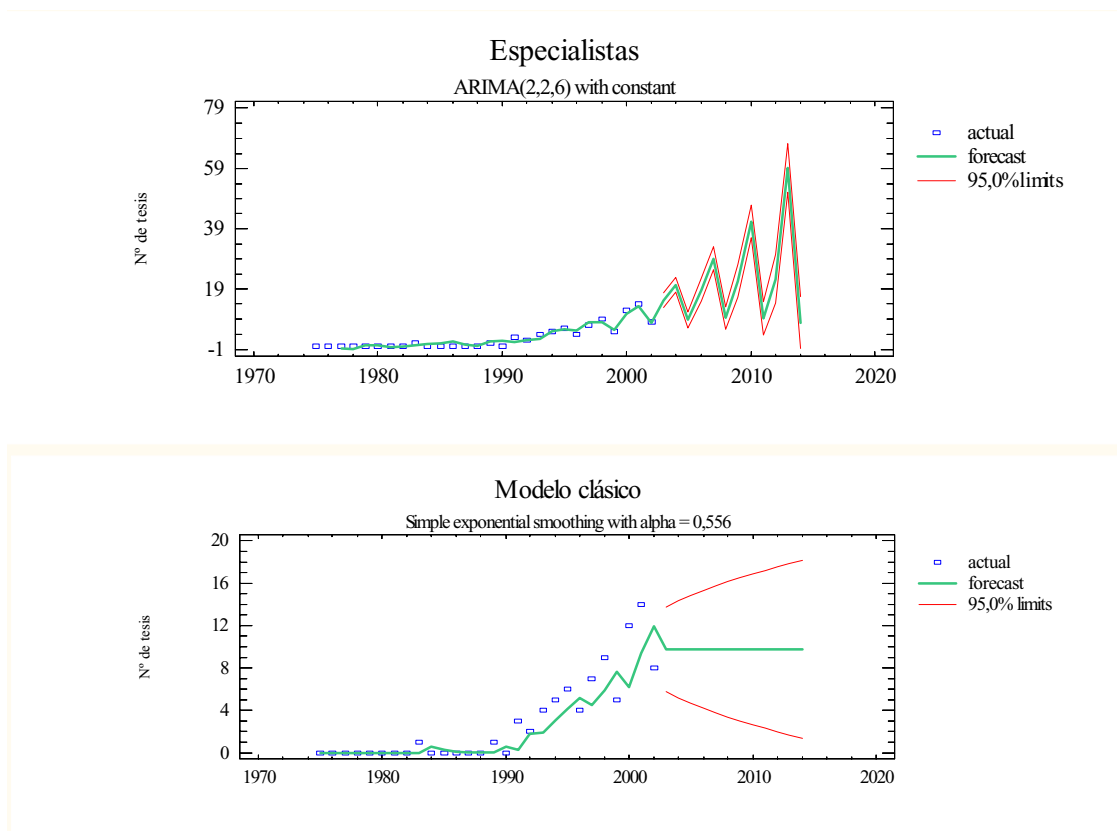 Especialistas
ARIMA(2,2,6) with constant
79
59
39
19
-1
Nº de tesis
1970 1980 1990 2000 2010 2020
actual
forecast
95,0%limits
Modelo clásico
Simple exponential smoothing with alpha = 0,556
20
16
12
8
4
0
Nº de tesis
1970 1980 1990 2000 2010 2020
actual
forecast
95,0% limits